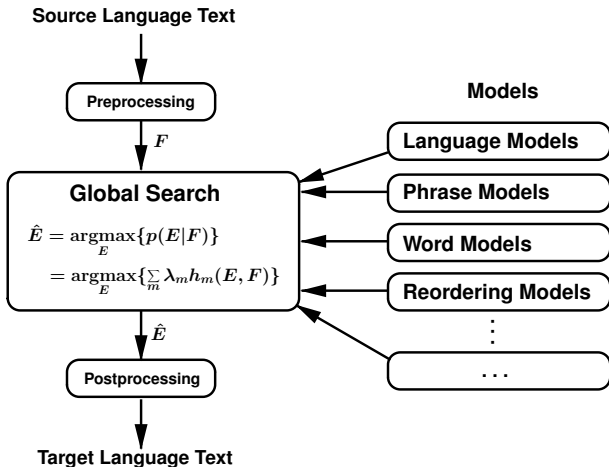 Source Language Text
Preprocessing
F
Global Search
Ê = argmax{p(E|F)}
E
= argmax{∑ λₘhₘ(E, F)}
E m
Ê
Postprocessing
Target Language Text
Models
Language Models
Phrase Models
Word Models
Reordering Models
⋮
...